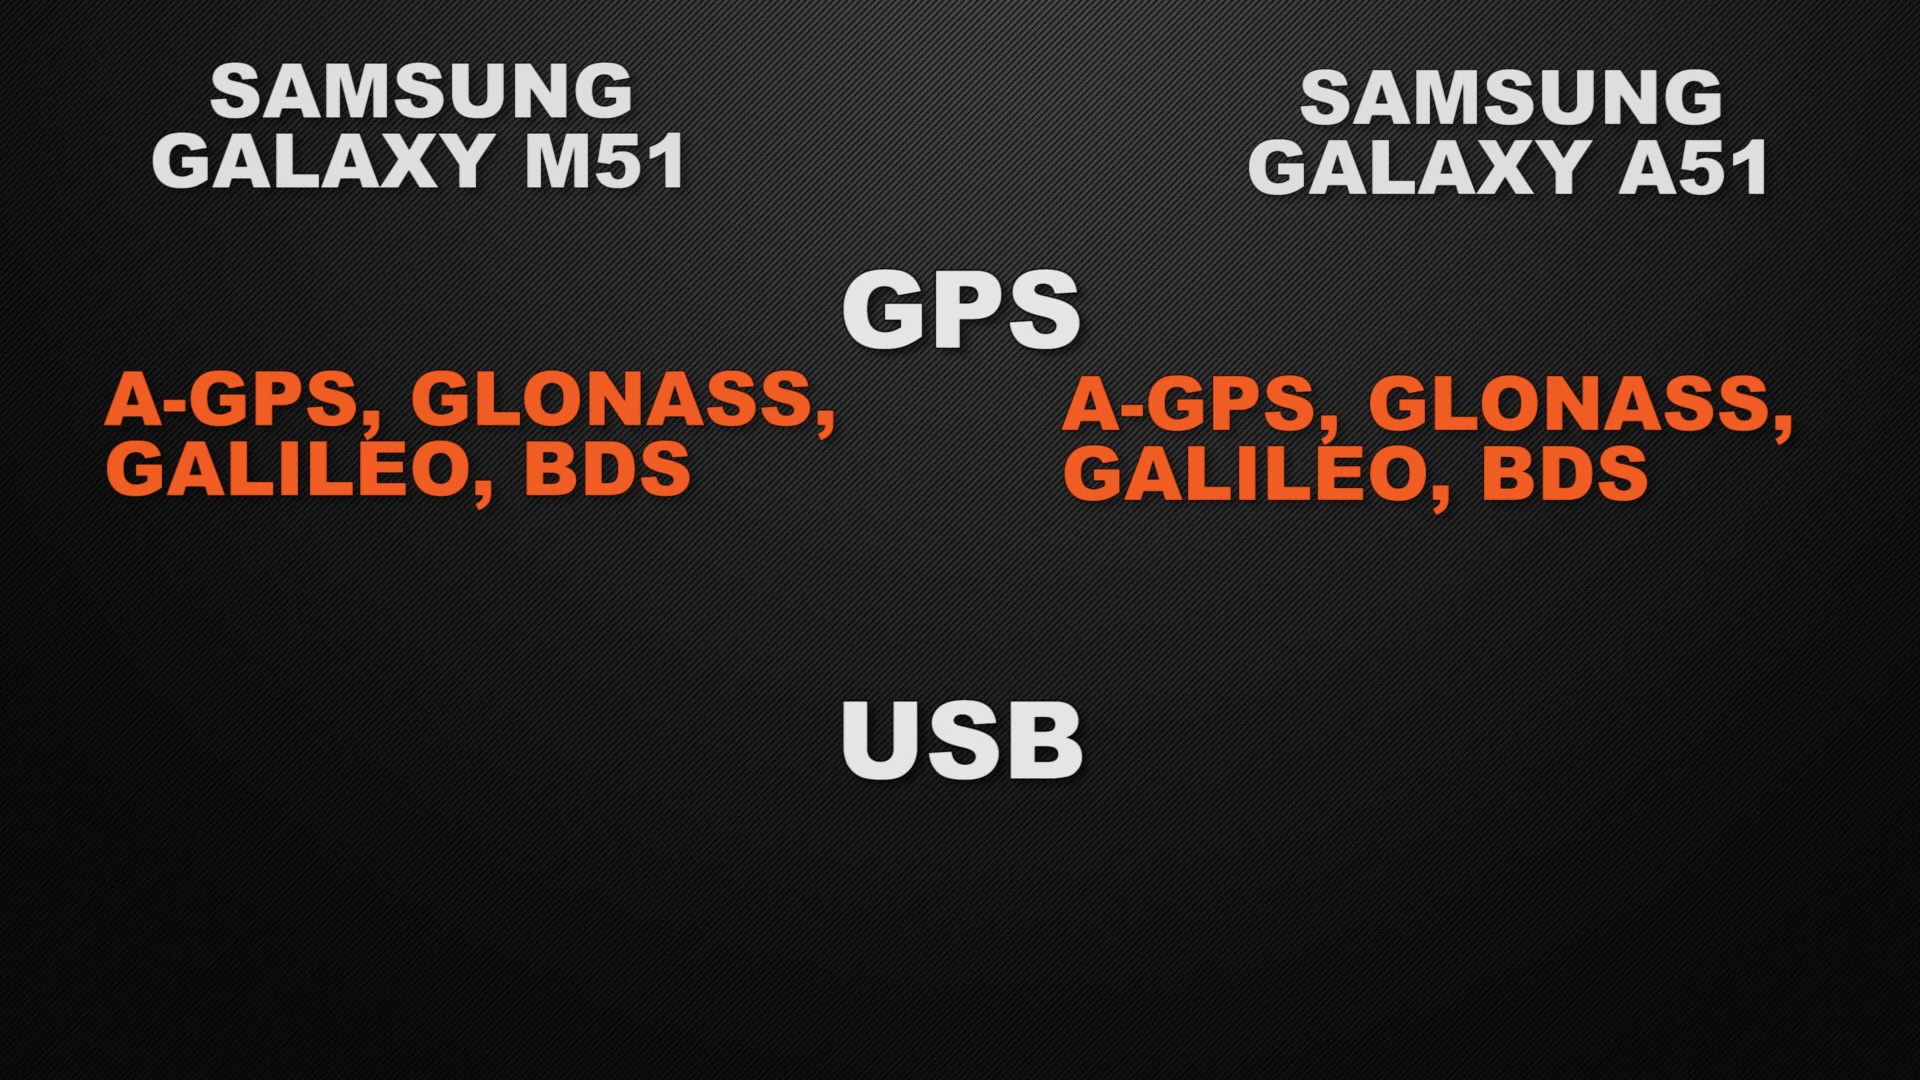 SAMSUNG
GALAXY M51
SAMSUNG
GALAXY A51
GPS
A-GPS, GLONASS,
GALILEO, BDS
A-GPS, GLONASS,
GALILEO, BDS
USB